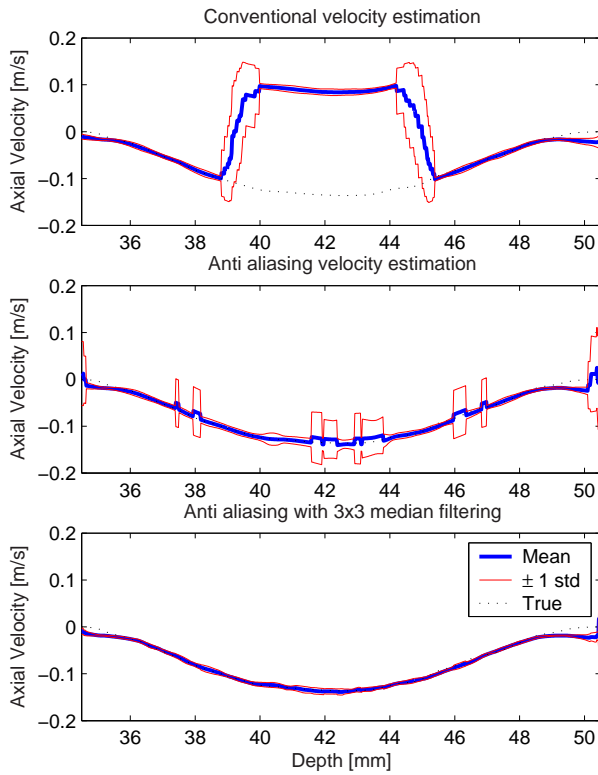 Conventional velocity estimation
Axial Velocity [m/s]
0.2
0.1
0
−0.1
−0.2
36 38 40 42 44 46 48 50
Anti aliasing velocity estimation
Axial Velocity [m/s]
0.2
0.1
0
−0.1
−0.2
36 38 40 42 44 46 48 50
Anti aliasing with 3x3 median filtering
Axial Velocity [m/s]
0.2
0.1
0
−0.1
−0.2
Mean
± 1 std
True
36 38 40 42 44 46 48 50
Depth [mm]